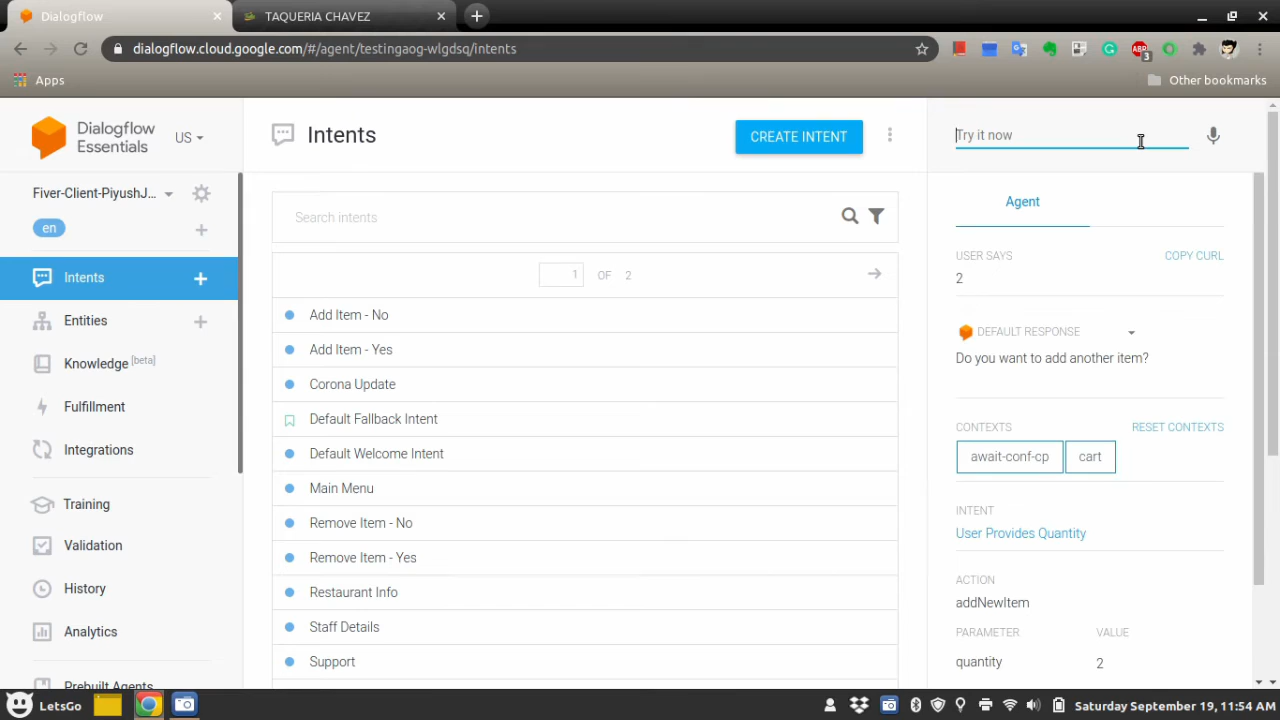 Dialogflow
TAQUERIA CHAVEZ
dialogflow.cloud.google.com/#/agent/testingaog-wlgdsq/intents
ABP
3
Apps
Other bookmarks
Dialogflow
Essentials
US
Fiver-Client-PiyushJ...
en
Intents
Entities
Knowledge [beta]
Fulfillment
Integrations
Training
Validation
History
Analytics
Prebuilt Agents
Intents
CREATE INTENT
Search intents
1 OF 2
Add Item - No
Add Item - Yes
Corona Update
Default Fallback Intent
Default Welcome Intent
Main Menu
Remove Item - No
Remove Item - Yes
Restaurant Info
Staff Details
Support
Try it now
Agent
USER SAYS COPY CURL
2
DEFAULT RESPONSE
Do you want to add another item?
CONTEXTS RESET CONTEXTS
await-conf-cp cart
INTENT
User Provides Quantity
ACTION
addNewItem
PARAMETER VALUE
quantity 2
LetsGo
Saturday September 19, 11:54 AM